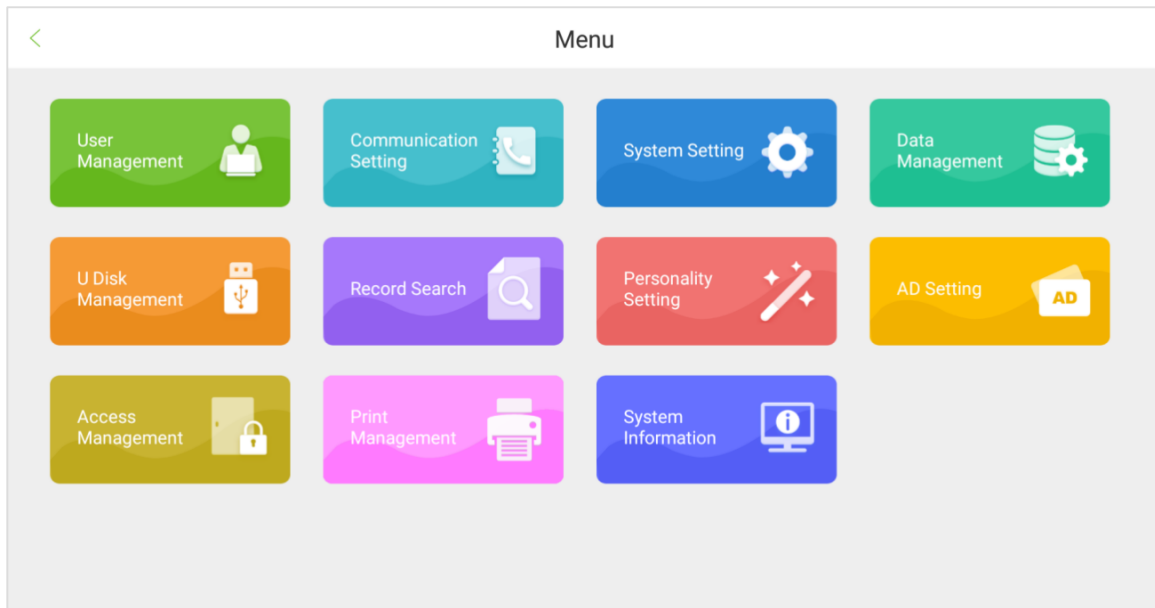 Menu
User
Management
Communication
Setting
System Setting
Data
Management
U Disk
Management
Record Search
Personality
Setting
AD Setting
AD
Access
Management
Print
Management
System
Information